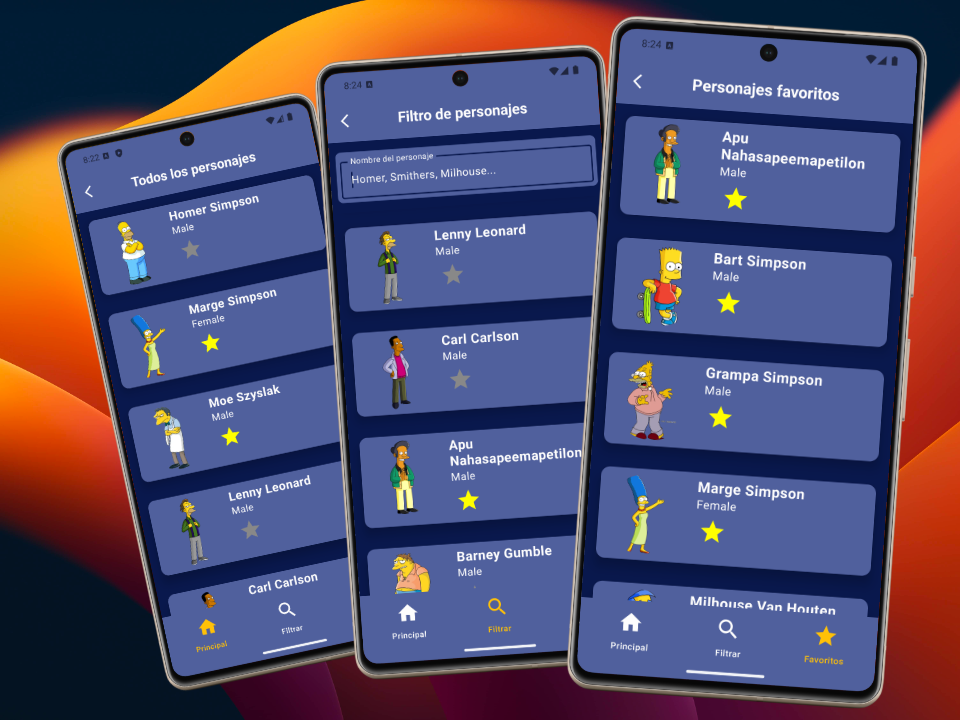 8:22
Todos los personajes
Homer Simpson
Male
Marge Simpson
Female
Moe Szyslak
Male
Lenny Leonard
Male
Carl Carlson
Principal
Filtrar
8:24
Filtro de personajes
Nombre del personaje
Homer, Smithers, Milhouse...
Lenny Leonard
Male
Carl Carlson
Male
Apu
Nahasapeemapetilon
Male
Barney Gumble
Male
Principal
Filtrar
8:24
Personajes favoritos
Apu
Nahasapeemapetilon
Male
Bart Simpson
Male
Grampa Simpson
Male
Marge Simpson
Female
Milhouse Van Houten
Principal
Filtrar
Favoritos